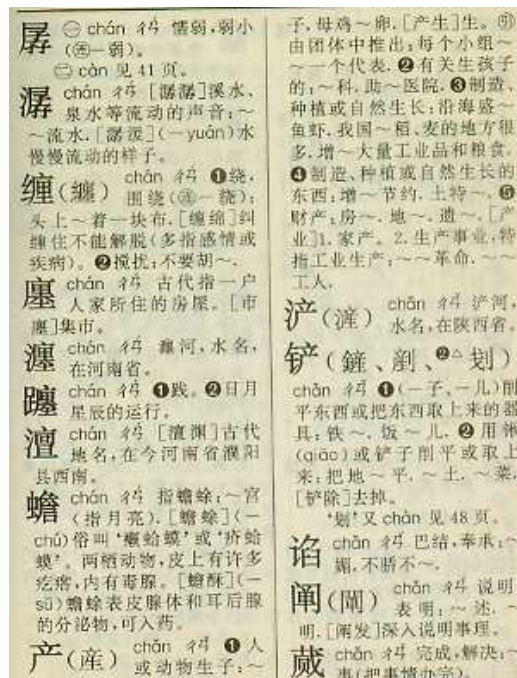 孱 ㊀ chán ㄔㄢˊ 懦弱,弱小
(㊣—弱)。
㊁ càn 见 41 页。
潺 chán ㄔㄢˊ [潺潺]溪水、
泉水等流动的声音:～
～流水.[潺湲](—yuán)水
慢慢流动的样子。
缠(纏) chán ㄔㄢˊ ❶绕,
围绕(㊣—绕):
头上～着一块布.[缠绵]纠
缠住不能解脱(多指感情或
疾病)。❷搅扰:不要胡～.
廛 chán ㄔㄢˊ 古代指一户
人家所住的房屋。[市
廛]集市。
瀍 chán ㄔㄢˊ 瀍河,水名,
在河南省。
躔 chán ㄔㄢˊ ❶践。❷日月
星辰的运行。
澶 chán ㄔㄢˊ [澶渊]古代
地名,在今河南省濮阳
县西南。
蟾 chán ㄔㄢˊ 指蟾蜍:～宫
(指月亮).[蟾蜍](—
chú)俗叫‘癞蛤蟆’或‘疥蛤
蟆’。两栖动物,皮上有许多
疙瘩,内有毒腺。[蟾酥](—
sū)蟾蜍表皮腺体和耳后腺
的分泌物,可入药。
产(産) chǎn ㄔㄢˇ ❶人
或动物生子:～
子.母鸡～卵.[产生]生。㊕
由团体中推出:每个小组～
～一个代表.❷有关生孩子
的:～科.助～医院.❸制造、
种植或自然生长:沿海盛～
鱼虾.我国～稻、麦的地方很
多.增～大量工业品和粮食.
❹制造、种植或自然生长的
东西:增～节约.土特～.❺
财产:房～.地～.遗～.[产
业]1.家产。2.生产事业,特
指工业生产:～～革命.～～
工人.
浐(滻) chǎn ㄔㄢˇ 浐河,
水名,在陕西省。
铲(鏟、剷、❷△划)
chǎn ㄔㄢˇ ❶(—子、—儿)削
平东西或把东西取上来的器
具:铁～.饭～儿.❷用锹
(qiāo)或铲子削平或取上
来:把地～平.～土.～菜.
[铲除]去掉。
‘划’又 chàn 见 48 页。
谄 chǎn ㄔㄢˇ 巴结,奉承:～
媚.不骄不～.
阐(闡) chǎn ㄔㄢˇ 说明
表明:～述.～
明.[阐发]深入说明事理。
蒇 chǎn ㄔㄢˇ 完成,解决:～
事(把事情办完).